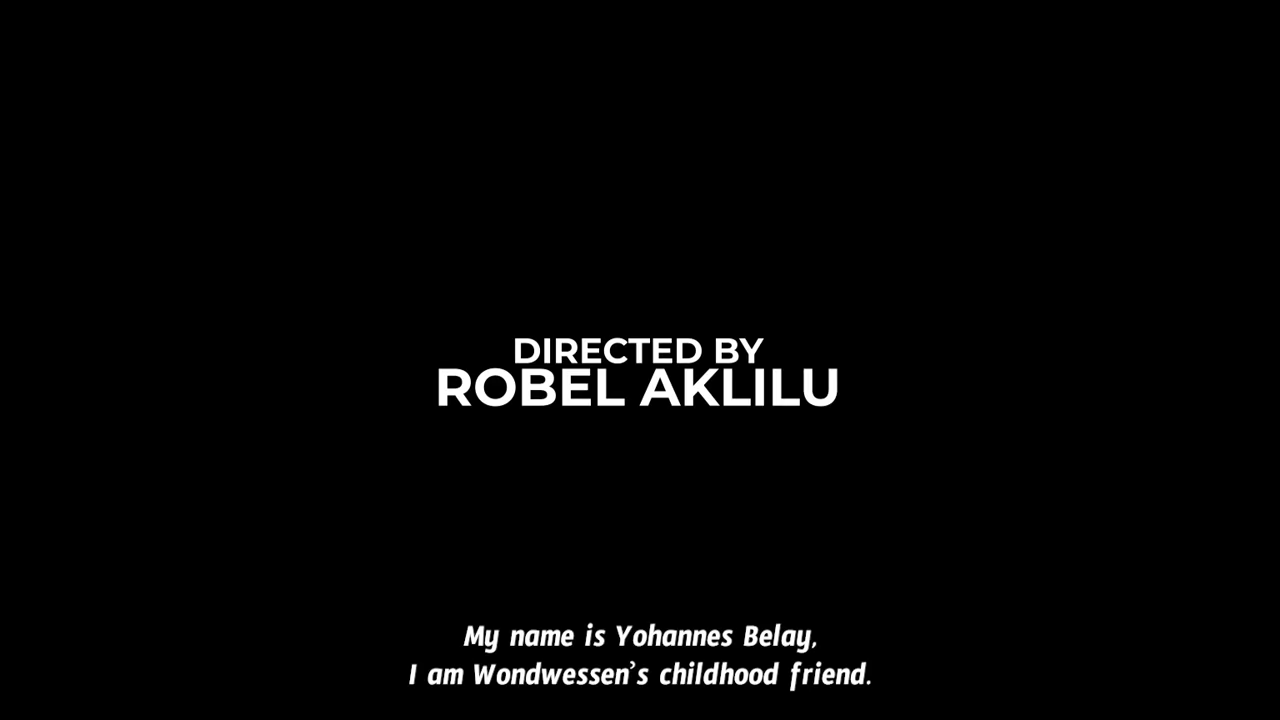 DIRECTED BY
ROBEL AKLILU
My name is Yohannes Belay,
I am Wondwessen's childhood friend.